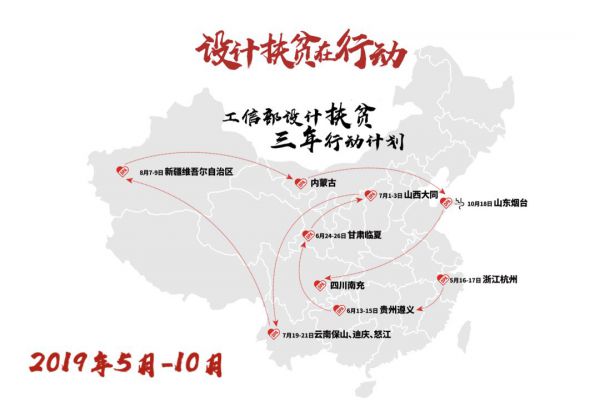 设计扶贫在行动
工信部设计扶贫
三年行动计划
8月7-9日 新疆维吾尔自治区
内蒙古
7月1-3日 山西大同
10月18日 山东烟台
6月24-26日 甘肃临夏
四川南充
5月16-17日 浙江杭州
6月13-15日 贵州遵义
7月19-21日 云南保山、迪庆、怒江
2019年5月-10月